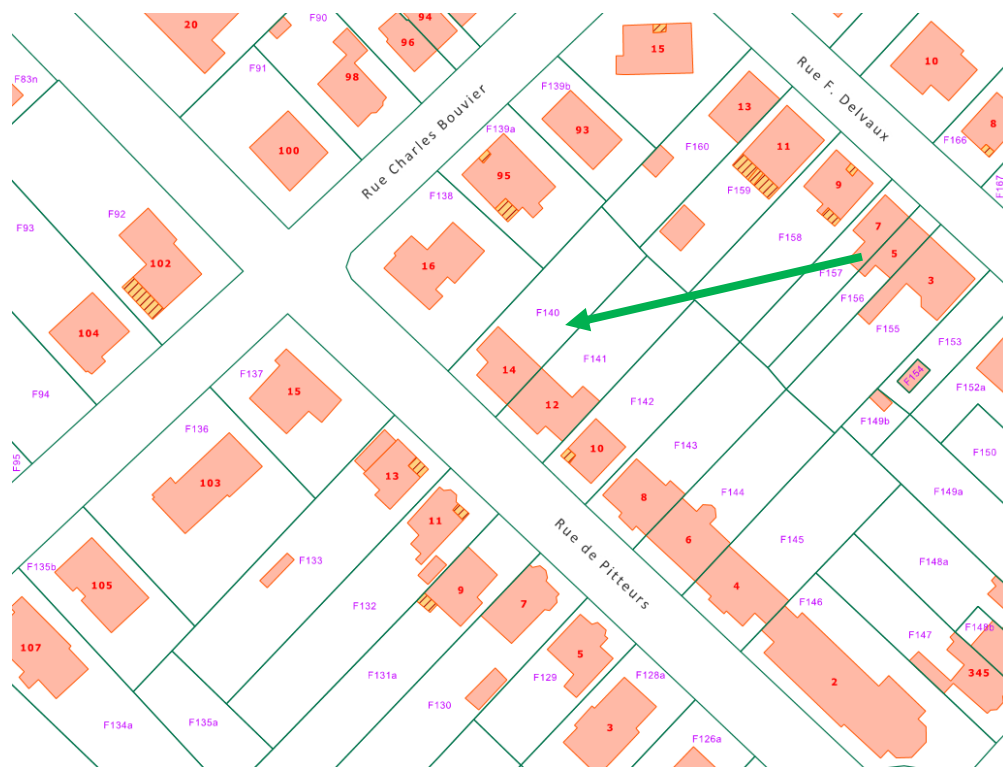 20
F90
94
96
15
Rue F. Delvaux
10
F91
98
F83n
Rue Charles Bouvier
F139b
13
8
100
F139a
93
11
F166
F160
F167
95
F138
F159
9
F92
7
F93
F158
5
102
16
F157
3
F156
104
F140
F155
F153
F141
14
F154
F137
F152a
F94
15
12
F142
F149b
F136
10
F143
F95
F150
13
103
F144
F149a
8
11
Rue de Pitteurs
6
F145
F133
F148a
F135b
105
9
4
F132
7
F146
F148b
F147
107
5
345
F131a
F129
F128a
2
F130
F134a
F135a
3
F126a